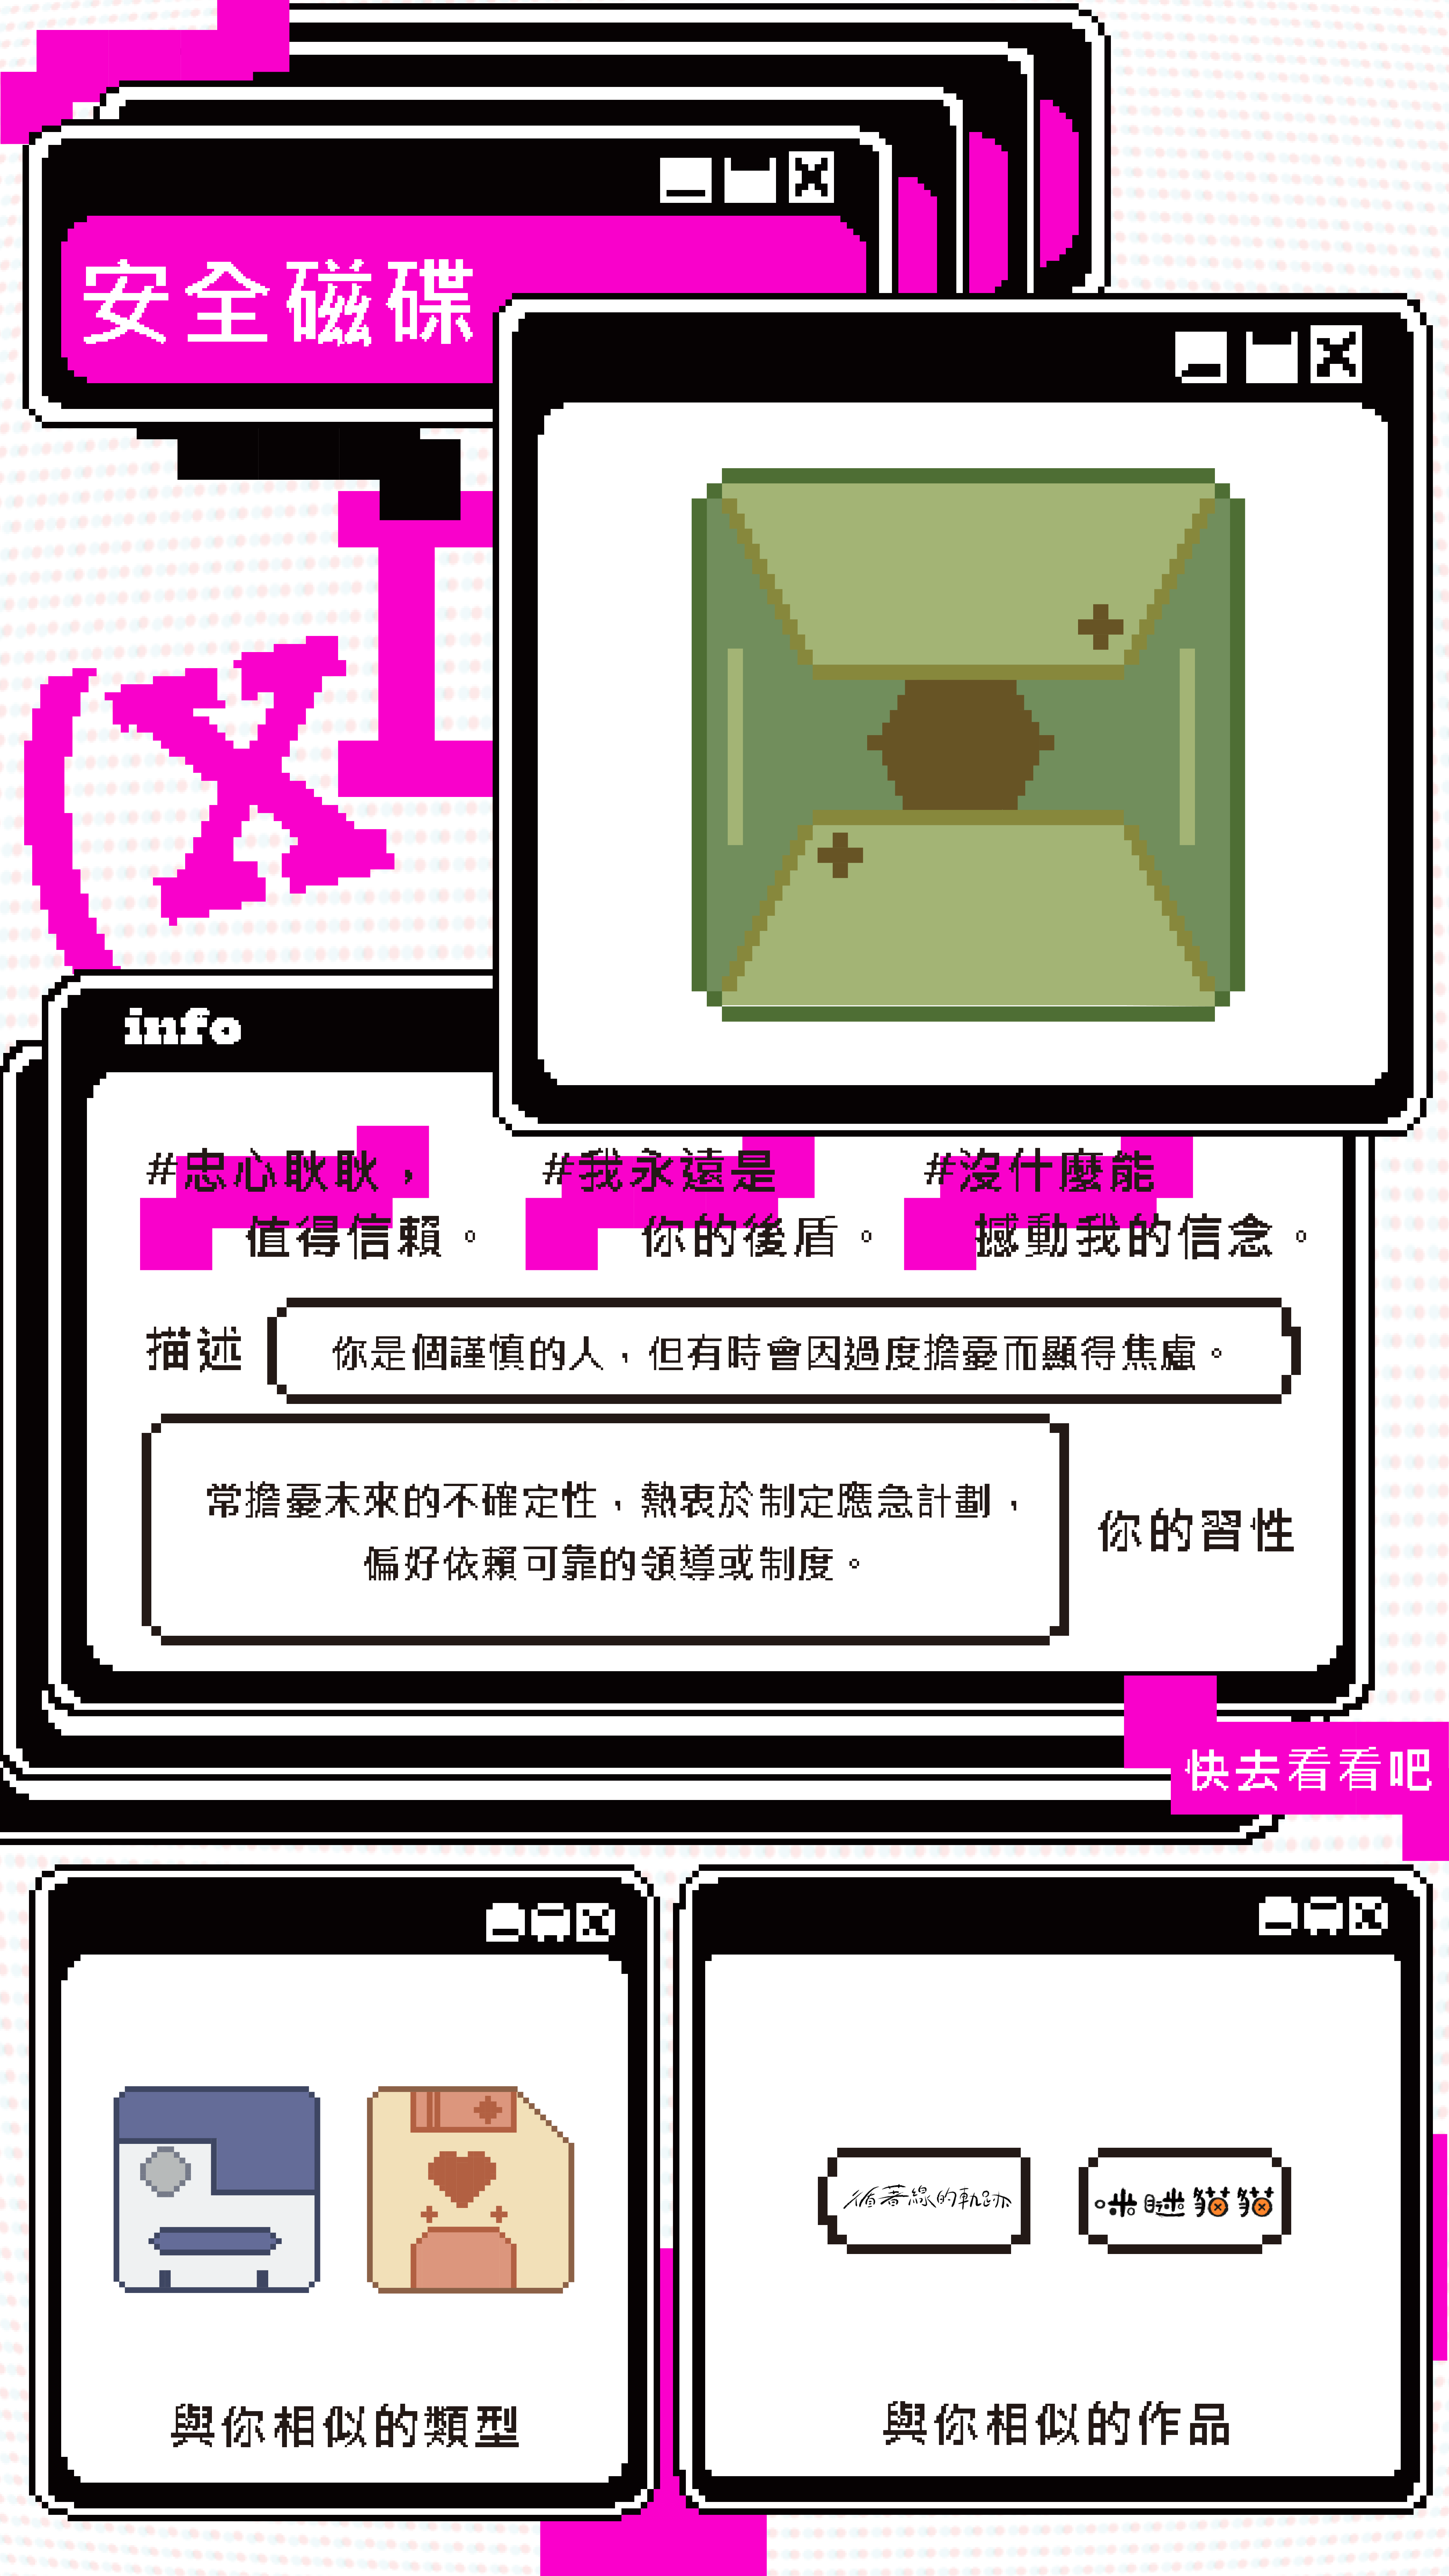 安全磁碟
(x
info
#忠心耿耿，
值得信賴。
#我永遠是
你的後盾。
#沒什麼能
撼動我的信念。
描述
你是個謹慎的人，但有時會因過度擔憂而顯得焦慮。
常擔憂未來的不確定性，熱衷於制定應急計劃，
偏好依賴可靠的領導或制度。
你的習性
快去看看吧
循著線的軌跡
咪瞇貓貓
與你相似的類型
與你相似的作品